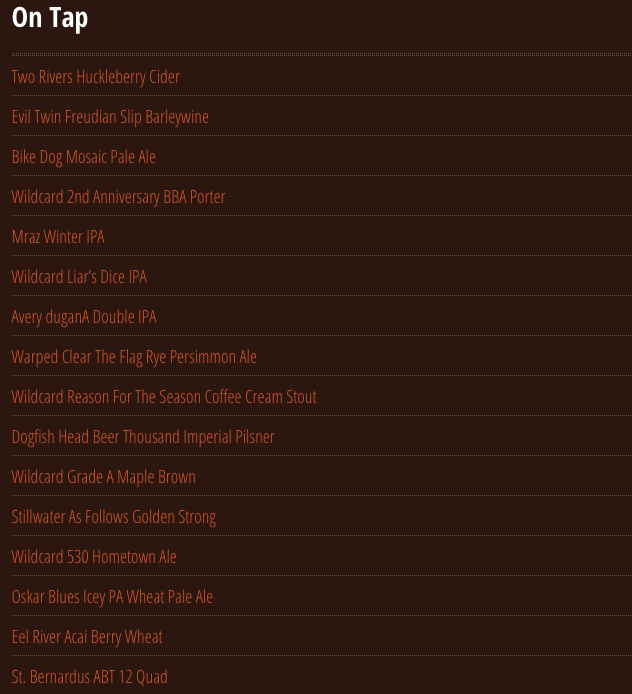 On Tap
Two Rivers Huckleberry Cider
Evil Twin Freudian Slip Barleywine
Bike Dog Mosaic Pale Ale
Wildcard 2nd Anniversary BBA Porter
Mraz Winter IPA
Wildcard Liar’s Dice IPA
Avery duganA Double IPA
Warped Clear The Flag Rye Persimmon Ale
Wildcard Reason For The Season Coffee Cream Stout
Dogfish Head Beer Thousand Imperial Pilsner
Wildcard Grade A Maple Brown
Stillwater As Follows Golden Strong
Wildcard 530 Hometown Ale
Oskar Blues Icey PA Wheat Pale Ale
Eel River Acai Berry Wheat
St. Bernardus ABT 12 Quad